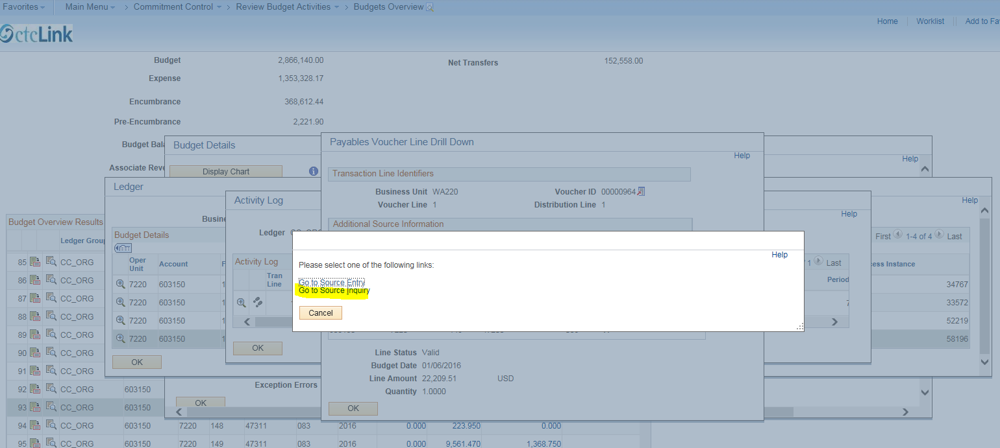 Favorites Main Menu > Commitment Control > Review Budget Activities > Budgets Overview
Home Worklist Add to Fa
ctcLink
Budget 2,866,140.00 Net Transfers 152,558.00
Expense 1,353,328.17
Encumbrance 368,612.44
Pre-Encumbrance 2,221.90
Budget Bala
Associate Reve
Budget Details
Help
Display Chart
Payables Voucher Line Drill Down
Help
Transaction Line Identifiers
Business Unit WA220 Voucher ID 00000964
Voucher Line 1 Distribution Line 1
Additional Source Information
Ledger
Help
Busine
Budget Details
First 1-4 of 4 Last
Oper Unit Account F ess Instance
7220 603150 1 34767
7220 603150 1 33572
7220 603150 1 52219
7220 603150 1 58196
OK
Activity Log
Help
Ledger CC_ORG
Activity Log
1 Last
Tran Line Period
7
OK
Help
Please select one of the following links:
Go to Source Entry
Go to Source Inquiry
Cancel
Line Status Valid
Budget Date 01/06/2016
Line Amount 22,209.51 USD
Quantity 1.0000
OK
Exception Errors
OK
Budget Overview Results
Ledger Group
85 CC_ORG
86 CC_ORG
87 CC_ORG
88 CC_ORG
89 CC_ORG
90 CC_ORG
91 CC_ORG
92 CC_ORG 603150
93 CC_ORG 603150
94 CC_ORG 603150 7220 148 47311 083 2016 0.000 223.950 0.000
95 CC_ORG 603150 7220 149 47311 083 2016 0.000 9,561.470 1,368.750